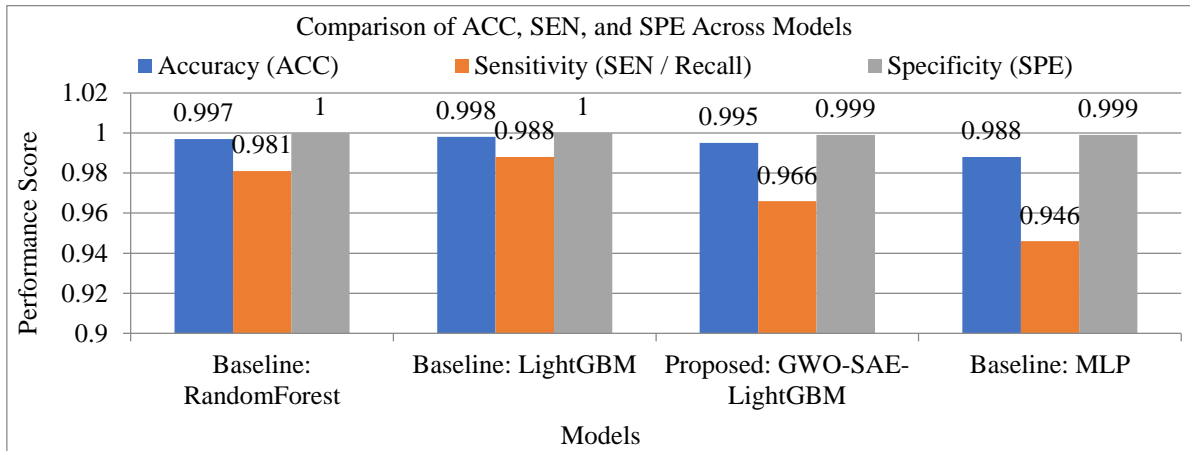 Comparison of ACC, SEN, and SPE Across Models
Accuracy (ACC) Sensitivity (SEN / Recall) Specificity (SPE)
Performance Score
1.02
1
0.98
0.96
0.94
0.92
0.9
0.997 0.981 1
0.998 0.988 1
0.995 0.966 0.999
0.988 0.946 0.999
Baseline:
RandomForest
Baseline: LightGBM
Proposed: GWO-SAE-
LightGBM
Baseline: MLP
Models